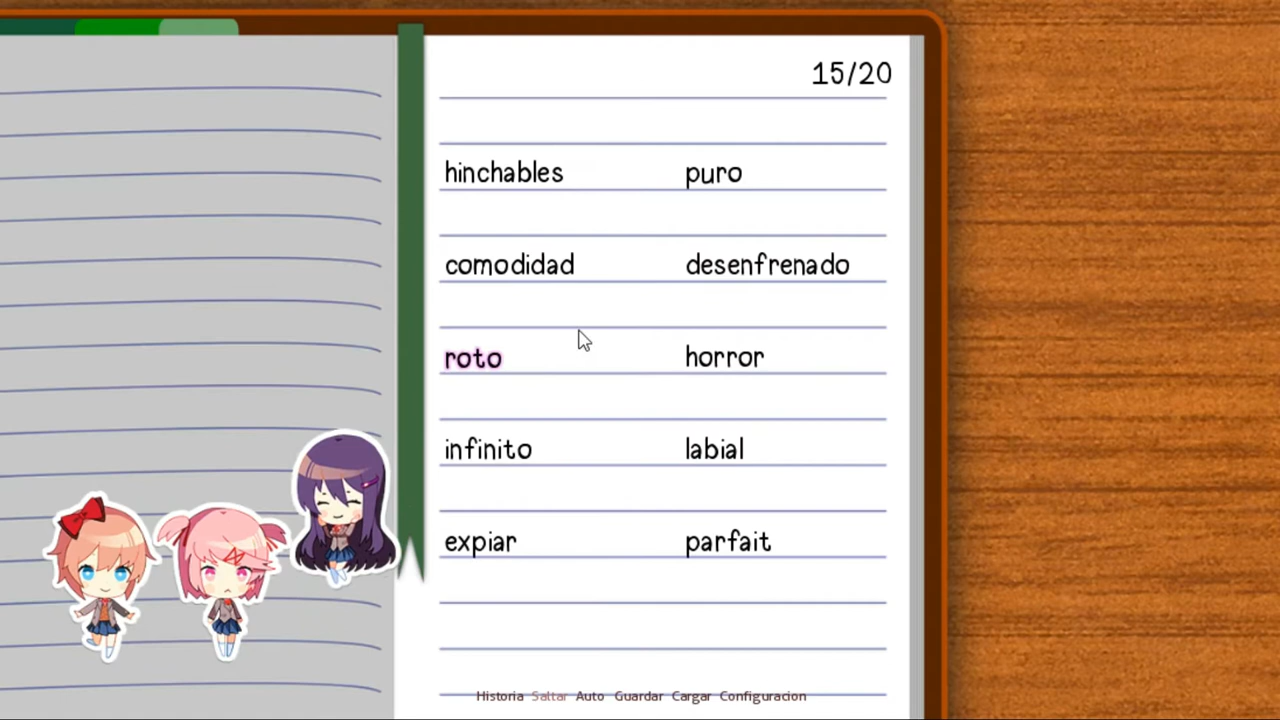 15/20
hinchables puro
comodidad desenfrenado
roto horror
infinito labial
expiar parfait
Historia Saltar Auto Guardar Cargar Configuracion